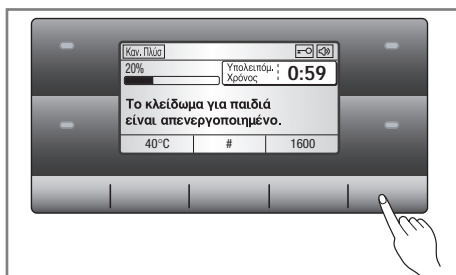 Καν. Πλύσ
20%
Υπολειπόμ.
Χρόνος
0:59
Το κλείδωμα για παιδιά
είναι απενεργοποιημένο.
40°C # 1600